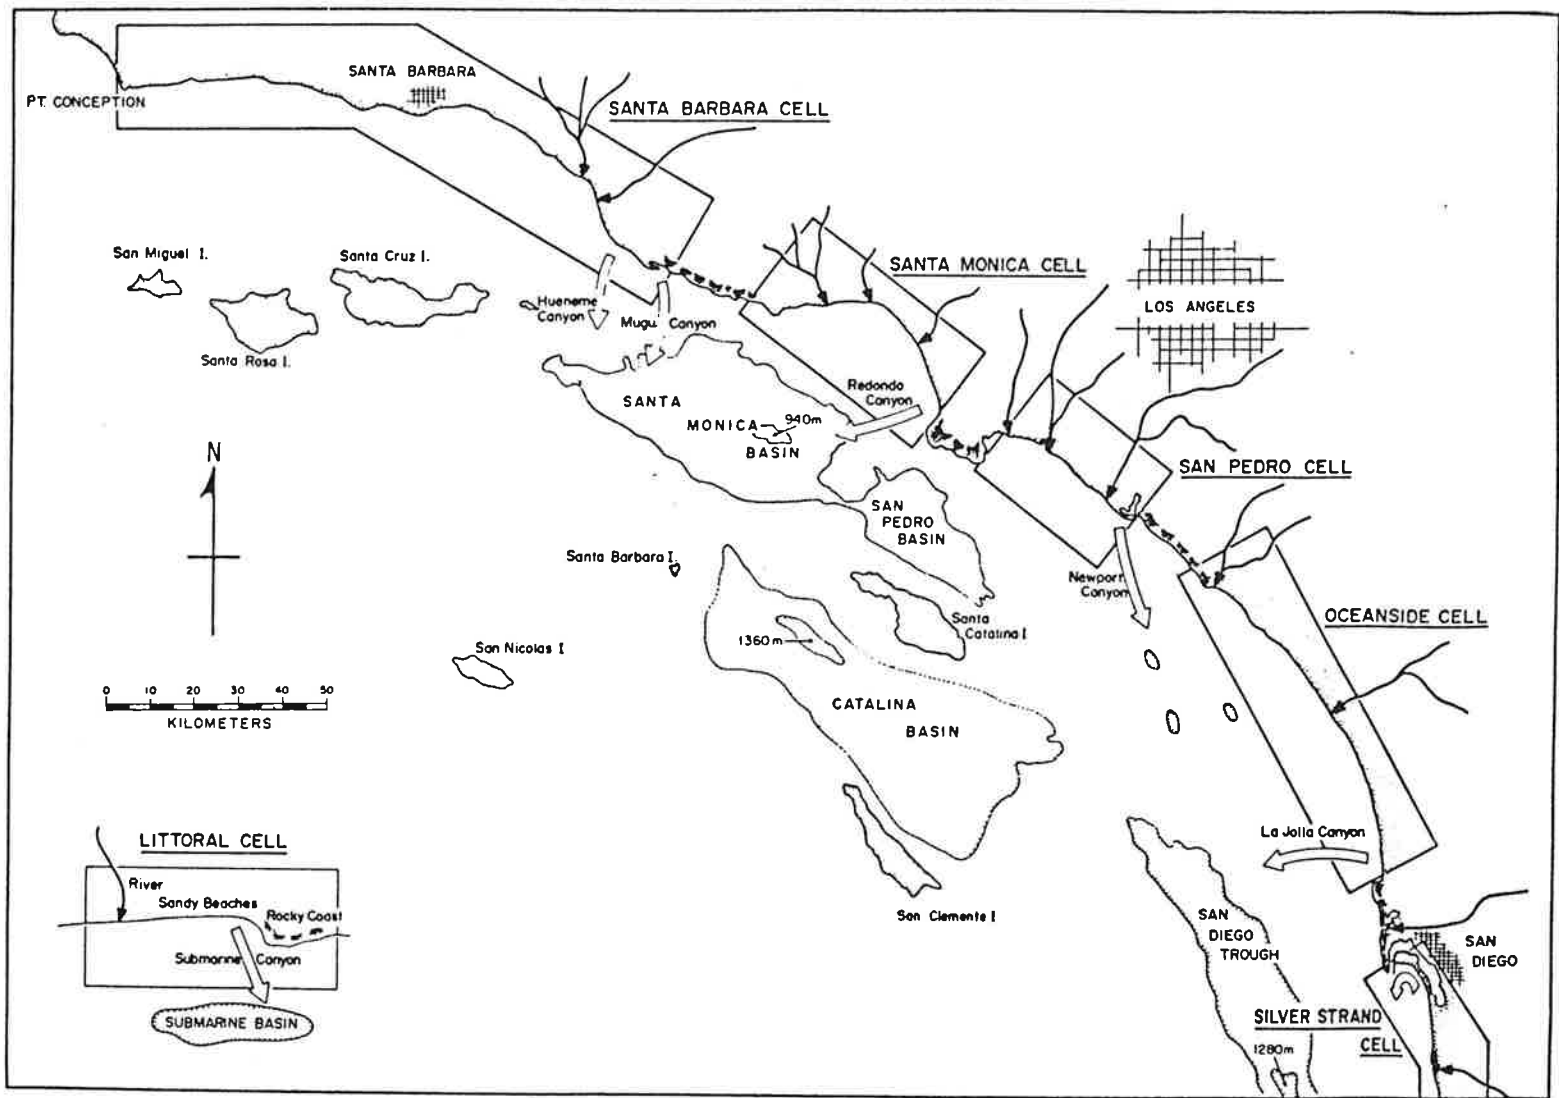 SANTA BARBARA
PT. CONCEPTION
SANTA BARBARA CELL
San Miguel I.
Santa Cruz I.
Santa Rosa I.
Hueneme
Canyon
Mugu Canyon
SANTA MONICA CELL
LOS ANGELES
Redondo
Canyon
SANTA
MONICA
940m
BASIN
SAN PEDRO CELL
SAN
PEDRO
BASIN
N
Santa Barbara I.
Newport
Canyon
Santa
Catalina I
1360m
San Nicolas I
OCEANSIDE CELL
0 10 20 30 40 50
KILOMETERS
CATALINA
BASIN
La Jolla Canyon
LITTORAL CELL
River
Sandy Beaches
Rocky Coast
Submarine Canyon
SUBMARINE BASIN
San Clemente I
SAN
DIEGO
TROUGH
SAN
DIEGO
SILVER STRAND
CELL
1280m